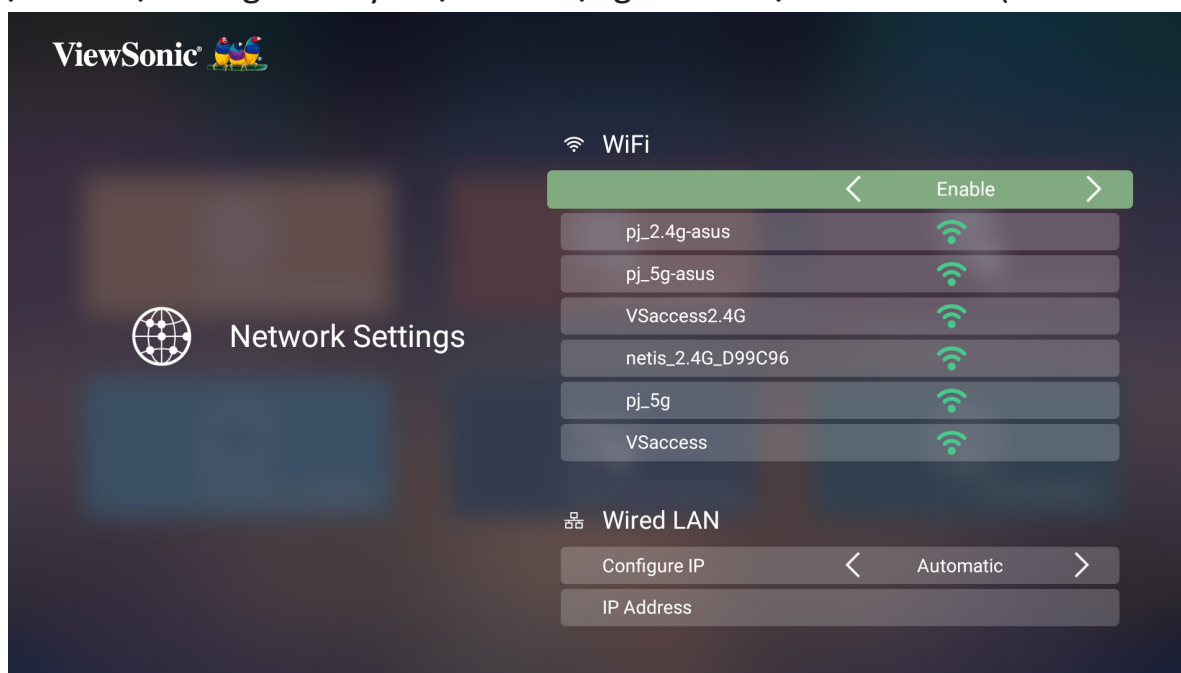 ViewSonic®
WiFi
Enable
pj_2.4g-asus
pj_5g-asus
VSaccess2.4G
netis_2.4G_D99C96
pj_5g
VSaccess
Network Settings
Wired LAN
Configure IP Automatic
IP Address